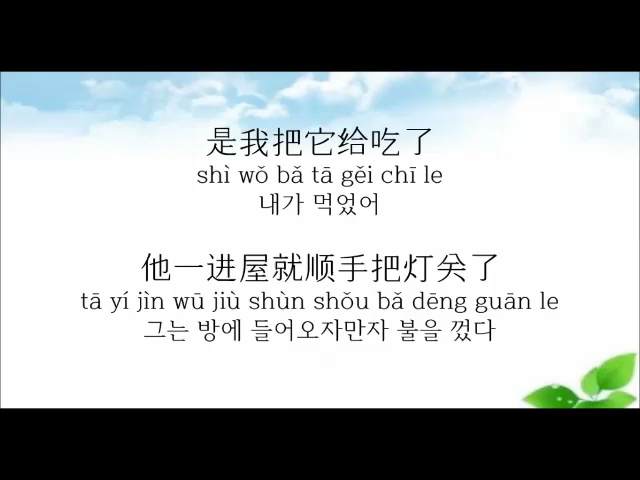 是我把它给吃了
shì wǒ bǎ tā gěi chī le
내가 먹었어
他一进屋就顺手把灯关了
tā yí jìn wū jiù shùn shǒu bǎ dēng guān le
그는 방에 들어오자만자 불을 껐다